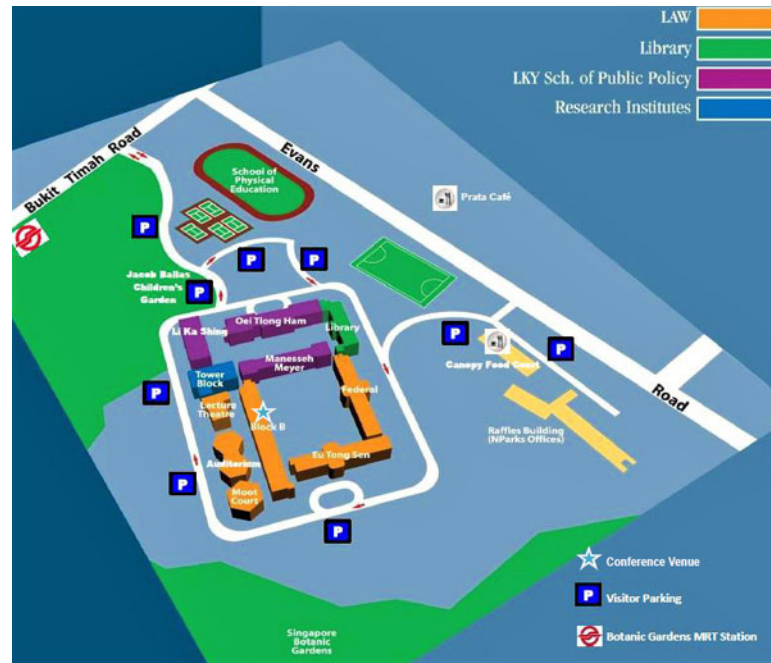 LAW
Library
LKY Sch. of Public Policy
Research Institutes
Bukit Timah Road
Evans
School of
Physical
Education
Prata Café
P
Jacob Ballas
Children's
Garden
P
P
P
Li Ka Shing
Oei Tiong Ham
Library
P
Canopy Food Court
P
Manesseh
Meyer
Tower
Block
Federal
Road
P
Lecture
Theatre
Block B
Raffles Building
(NParks Offices)
Auditorium
Eu Tong Sen
P
Moot
Court
P
Conference Venue
P
Visitor Parking
Botanic Gardens MRT Station
Singapore
Botanic
Gardens